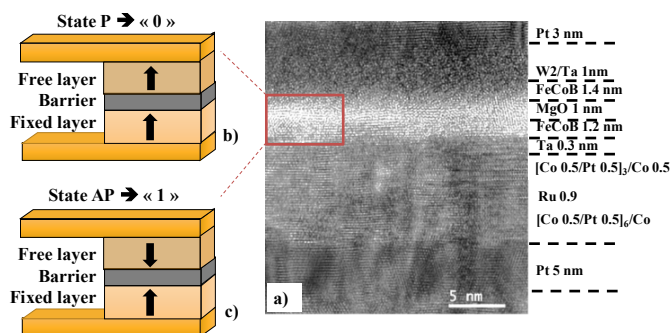 State P ➔ « 0 »
Free layer
Barrier
Fixed layer
b)
State AP ➔ « 1 »
Free layer
Barrier
Fixed layer
c)
a)
5 nm
Pt 3 nm
W2/Ta 1nm
FeCoB 1.4 nm
MgO 1 nm
FeCoB 1.2 nm
Ta 0.3 nm
[Co 0.5/Pt 0.5]₃/Co 0.5
Ru 0.9
[Co 0.5/Pt 0.5]₆/Co
Pt 5 nm